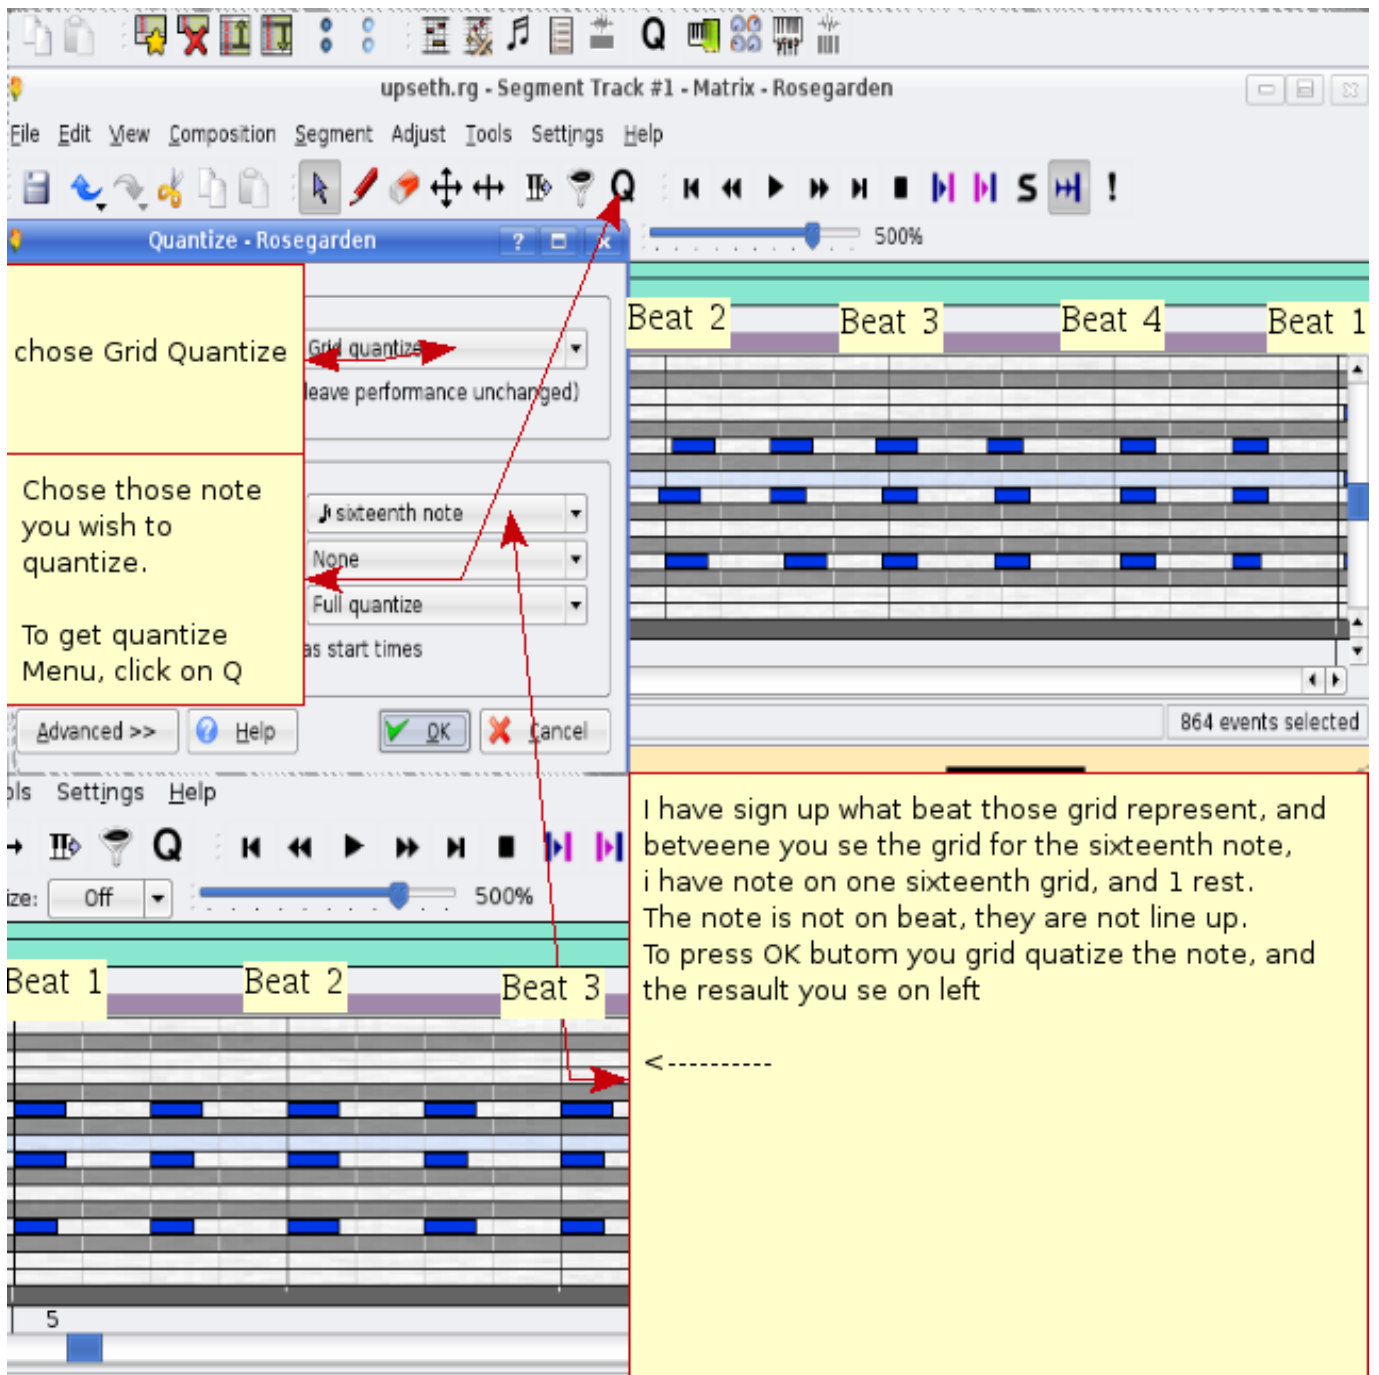 Q
upseth.rg - Segment Track #1 - Matrix - Rosegarden
File Edit View Composition Segment Adjust Tools Settings Help
Q S !
Quantize - Rosegarden ?
500%
Beat 2 Beat 3 Beat 4 Beat 1
chose Grid Quantize
Grid quantize
leave performance unchanged)
Chose those note
you wish to
quantize.
To get quantize
Menu, click on Q
sixteenth note
None
Full quantize
as start times
Advanced >> Help OK Cancel
864 events selected
ols Settings Help
Q
ize: Off 500%
Beat 1 Beat 2 Beat 3
5
I have sign up what beat those grid represent, and
betveene you se the grid for the sixteenth note,
i have note on one sixteenth grid, and 1 rest.
The note is not on beat, they are not line up.
To press OK butom you grid quatize the note, and
the resault you se on left
<----------